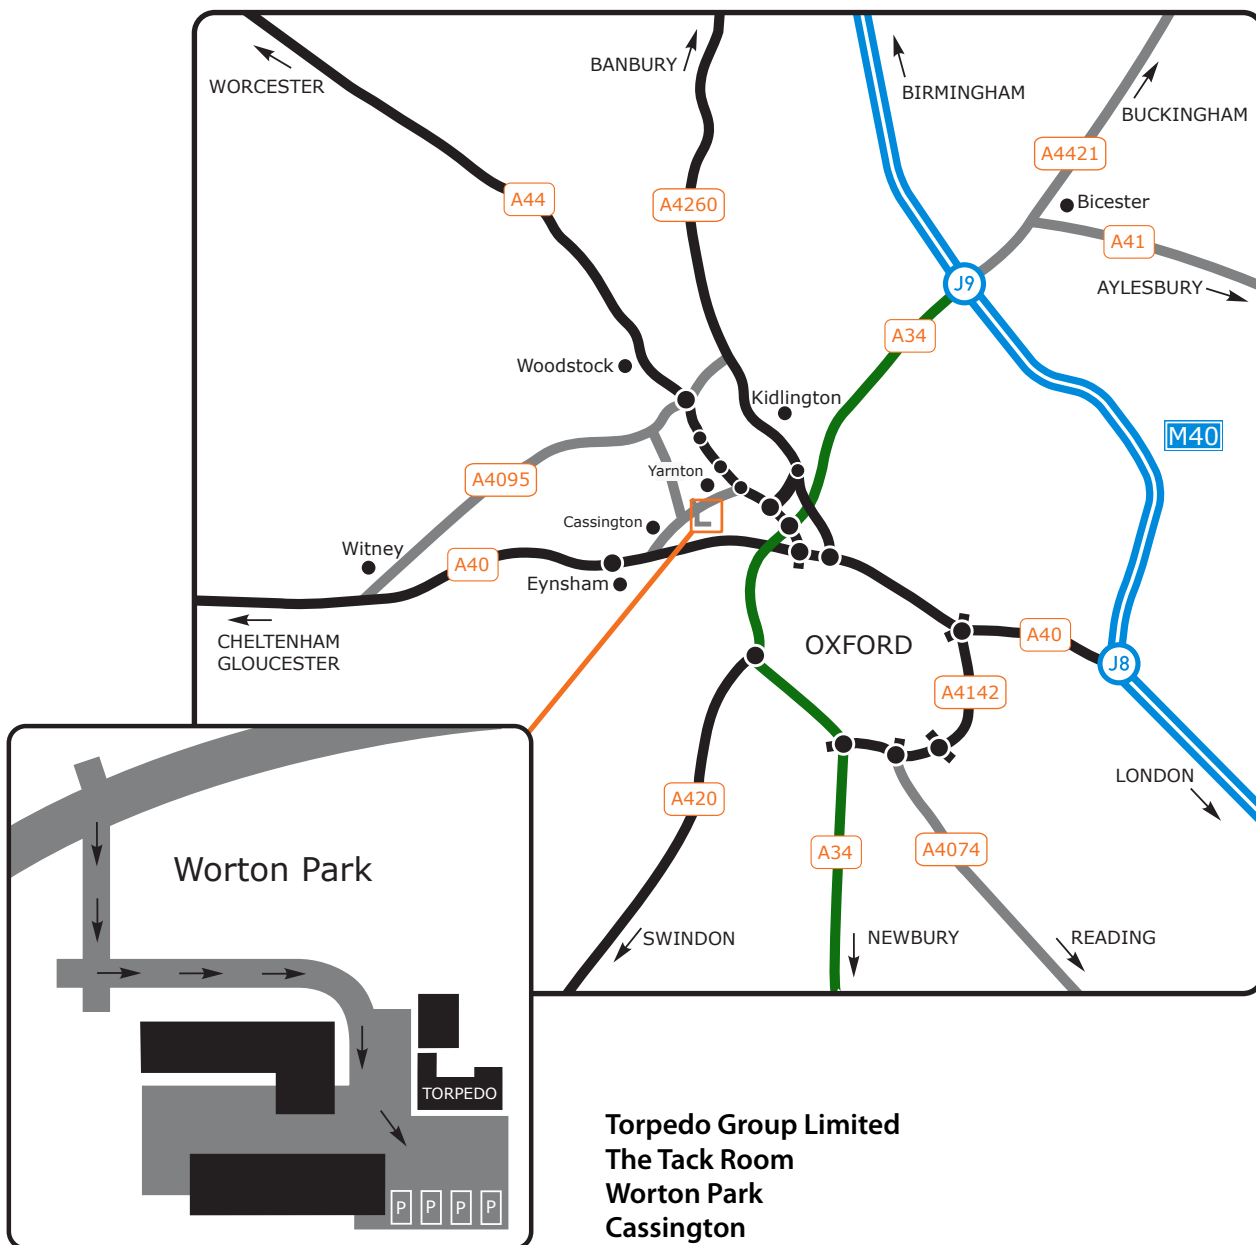 WORCESTER
BANBURY
BIRMINGHAM
BUCKINGHAM
A4421
A44
A4260
Bicester
A41
J9
AYLESBURY
A34
Woodstock
Kidlington
M40
Yarnton
A4095
Cassington
Witney
A40
Eynsham
CHELTENHAM
GLOUCESTER
OXFORD
A40
J8
A4142
LONDON
A420
A34
A4074
SWINDON
NEWBURY
READING
Worton Park
TORPEDO
P P P P
Torpedo Group Limited
The Tack Room
Worton Park
Cassington